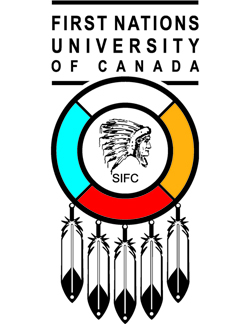 FIRST NATIONS
UNIVERSITY
OF CANADA
SIFC